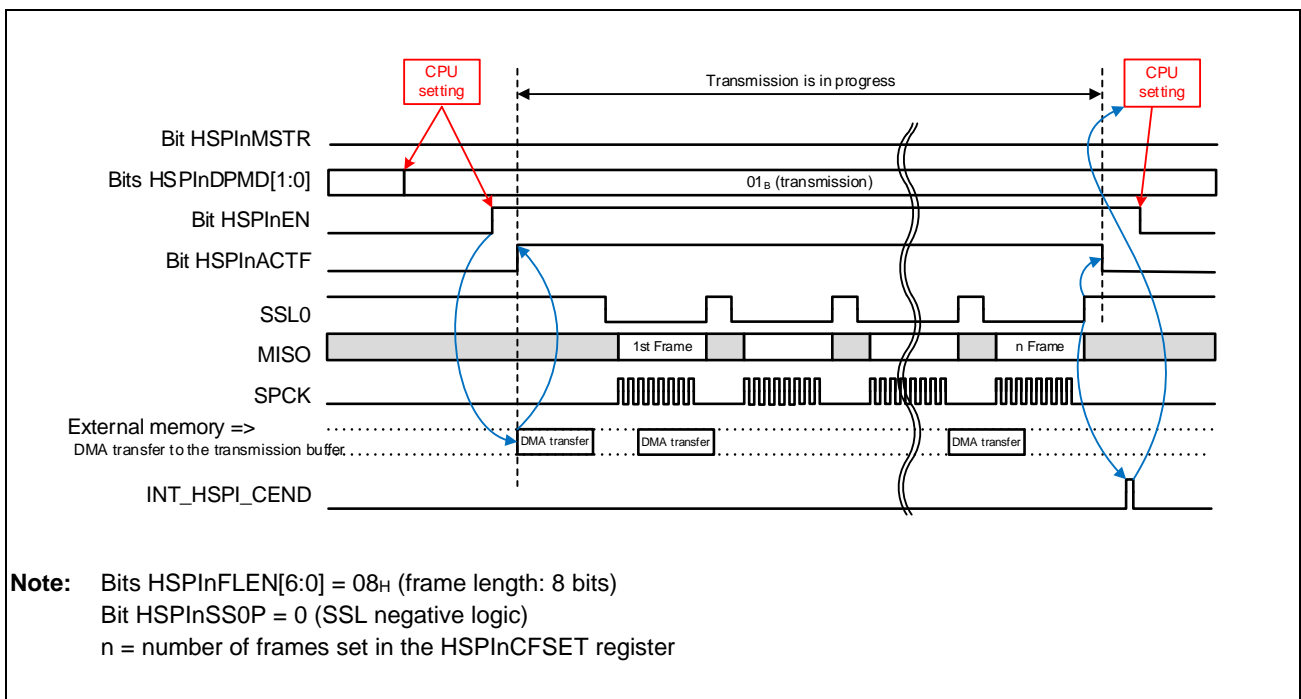 CPU
setting
Transmission is in progress
CPU
setting
Bit HSPInMSTR
Bits HSPInDPMD[1:0]
01B (transmission)
Bit HSPInEN
Bit HSPInACTF
SSL0
MISO
1st Frame
n Frame
SPCK
External memory =>
DMA transfer to the transmission buffer.
DMA transfer
DMA transfer
DMA transfer
INT_HSPI_CEND
Note: Bits HSPInFLEN[6:0] = 08H (frame length: 8 bits)
Bit HSPInSS0P = 0 (SSL negative logic)
n = number of frames set in the HSPInCFSET register